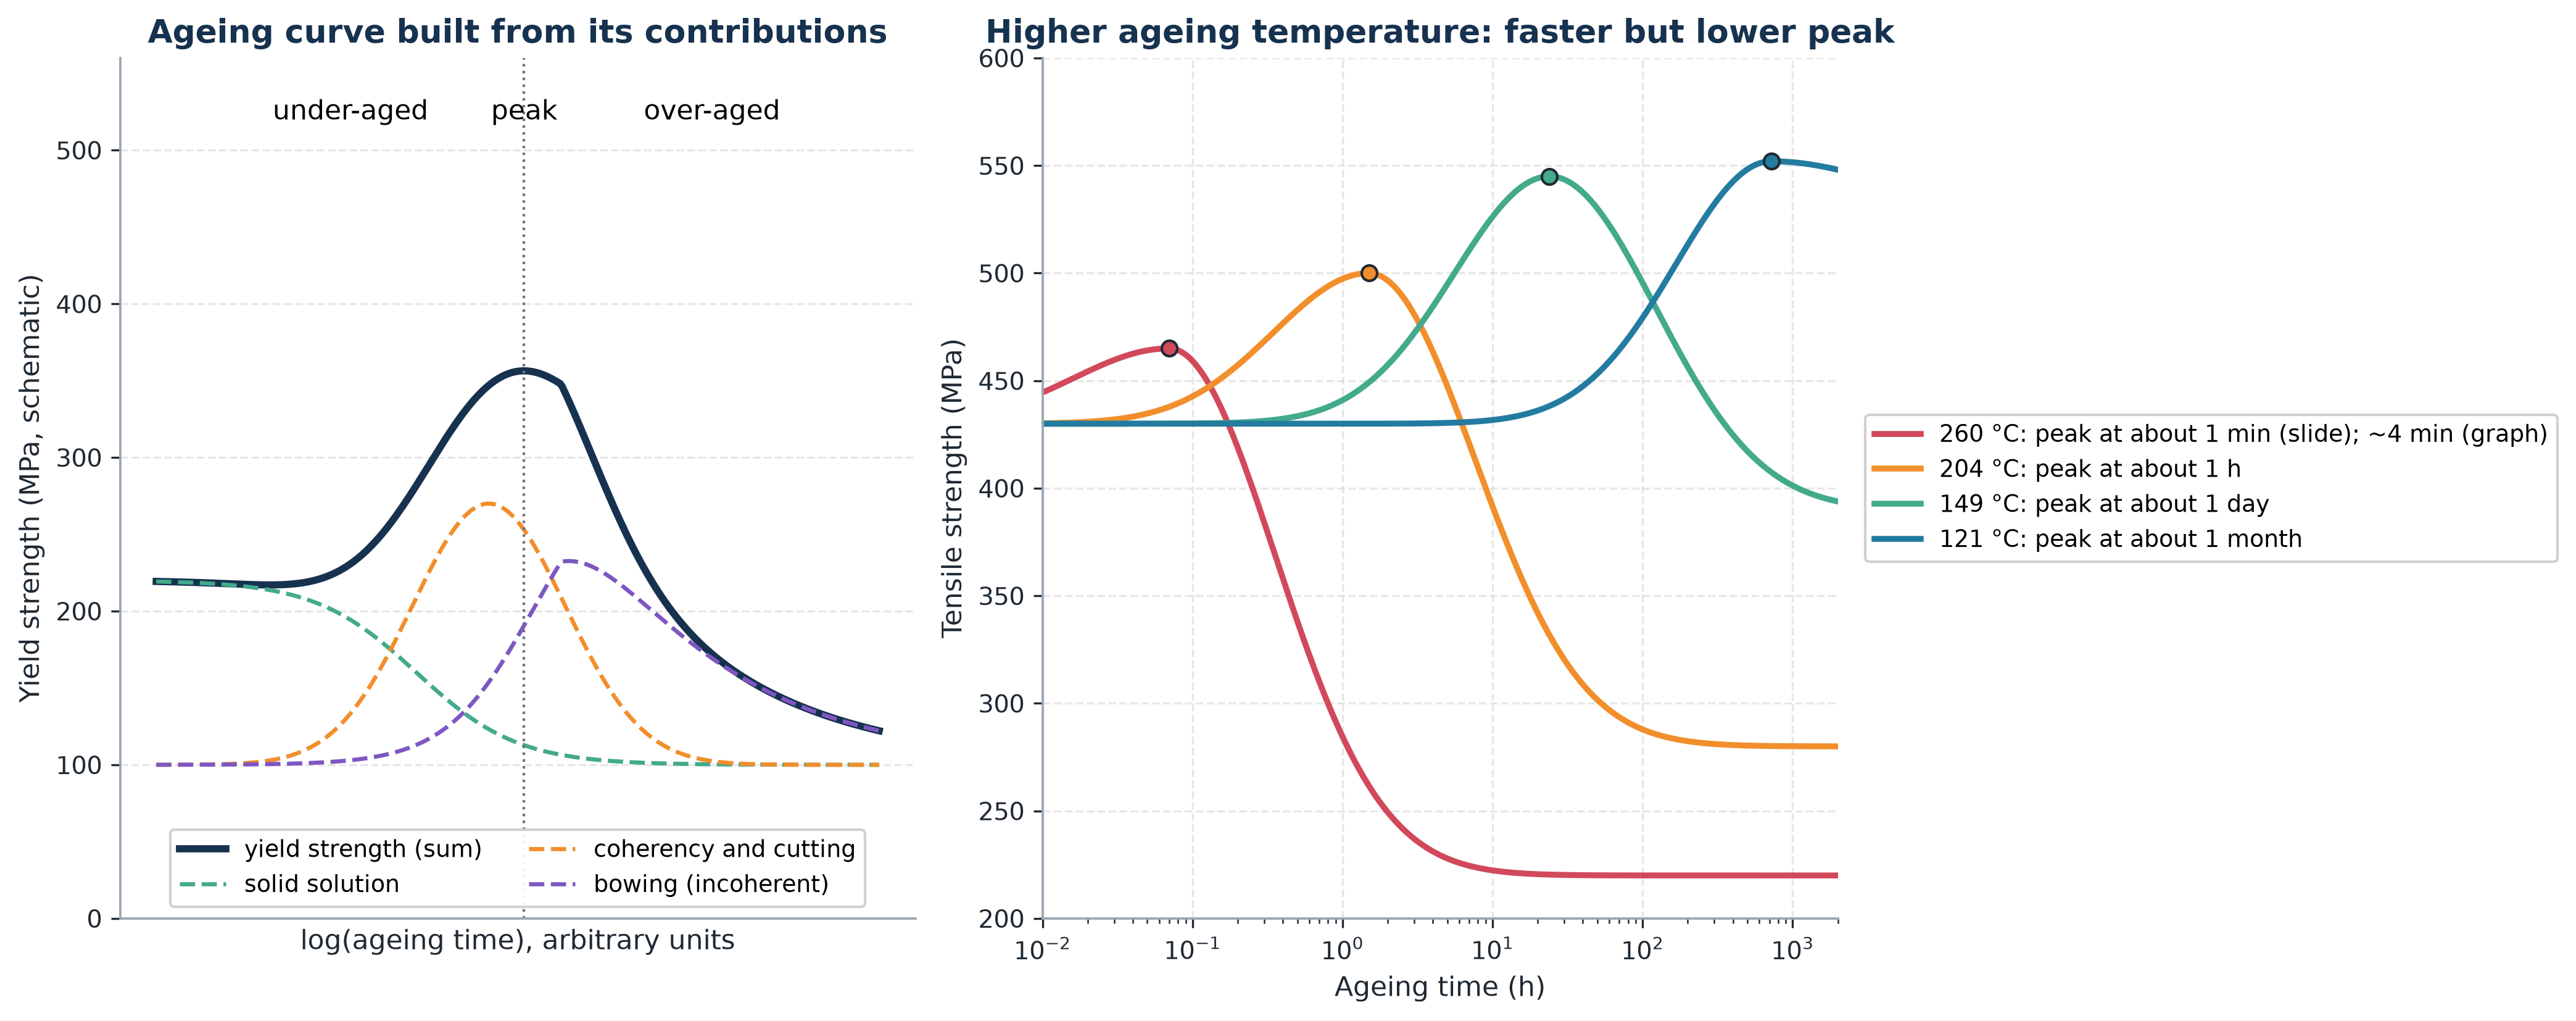 Ageing curve built from its contributions
under-aged
peak
over-aged
500
400
300
200
100
0
Yield strength (MPa, schematic)
yield strength (sum)
solid solution
coherency and cutting
bowing (incoherent)
log(ageing time), arbitrary units
Higher ageing temperature: faster but lower peak
600
550
500
450
400
350
300
250
200
Tensile strength (MPa)
10⁻²
10⁻¹
10⁰
10¹
10²
10³
Ageing time (h)
260 °C: peak at about 1 min (slide); ~4 min (graph)
204 °C: peak at about 1 h
149 °C: peak at about 1 day
121 °C: peak at about 1 month